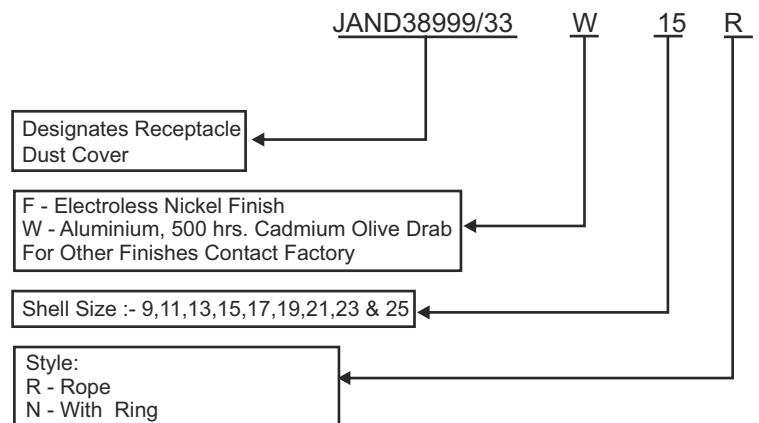 JAND38999/33 W 15 R
Designates Receptacle
Dust Cover
F - Electroless Nickel Finish
W - Aluminium, 500 hrs. Cadmium Olive Drab
For Other Finishes Contact Factory
Shell Size :- 9,11,13,15,17,19,21,23 & 25
Style:
R - Rope
N - With Ring